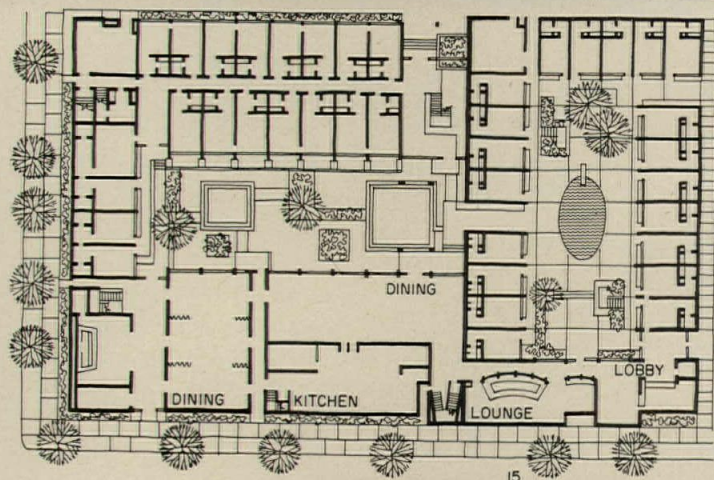 DINING
LOBBY
DINING
KITCHEN
LOUNGE
15.